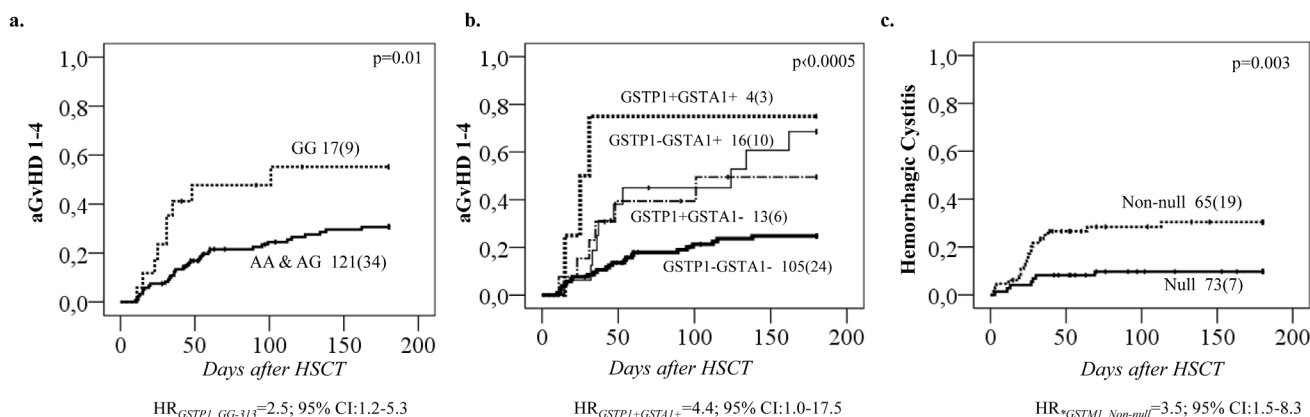 a.
aGvHD 1-4
1,0
0,8
0,6
0,4
0,2
0,0
p=0.01
GG 17(9)
AA & AG 121(34)
0 50 100 150 200
Days after HSCT
HR GSTP1_GG-313=2.5; 95% CI:1.2-5.3
b.
aGvHD 1-4
1,0
0,8
0,6
0,4
0,2
0,0
p<0.0005
GSTP1+GSTA1+ 4(3)
GSTP1-GSTA1+ 16(10)
GSTP1+GSTA1- 13(6)
GSTP1-GSTA1- 105(24)
0 50 100 150 200
Days after HSCT
HR GSTP1+GSTA1+=4.4; 95% CI:1.0-17.5
c.
Hemorrhagic Cystitis
1,0
0,8
0,6
0,4
0,2
0,0
p=0.003
Non-null 65(19)
Null 73(7)
0 50 100 150 200
Days after HSCT
HR*GSTM1_Non-null=3.5; 95% CI:1.5-8.3